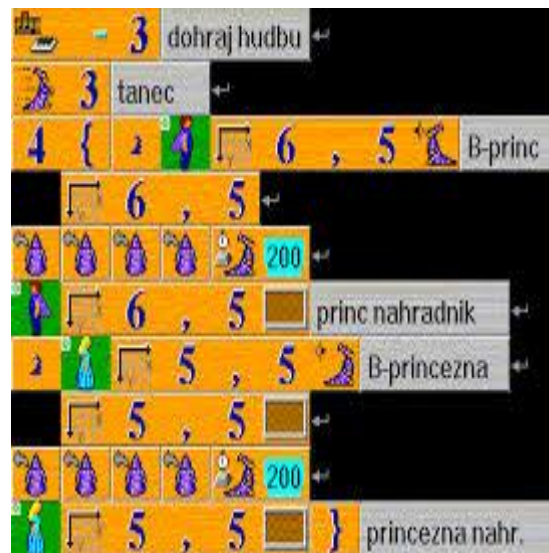 - 3 dohraj hudbu
3 tanec
4 { 2 6 , 5 B-princ
6 , 5
200
6 , 5 princ nahradnik
2 5 , 5 B-princezna
5 , 5
200
5 , 5 } princezna nahr.